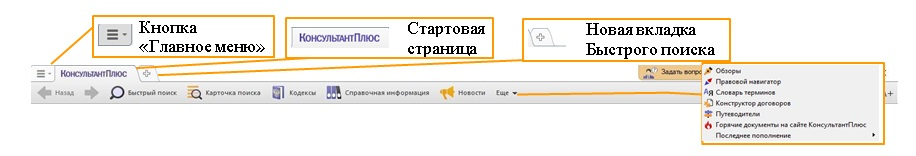 Кнопка
«Главное меню»
КонсультантПлюс
Стартовая
страница
Новая вкладка
Быстрого поиска
КонсультантПлюс
Задать вопрос
Назад
Быстрый поиск
Карточка поиска
Кодексы
Справочная информация
Новости
Еще
Обзоры
Правовой навигатор
Словарь терминов
Конструктор договоров
Путеводители
Горячие документы на сайте КонсультантПлюс
Последнее пополнение